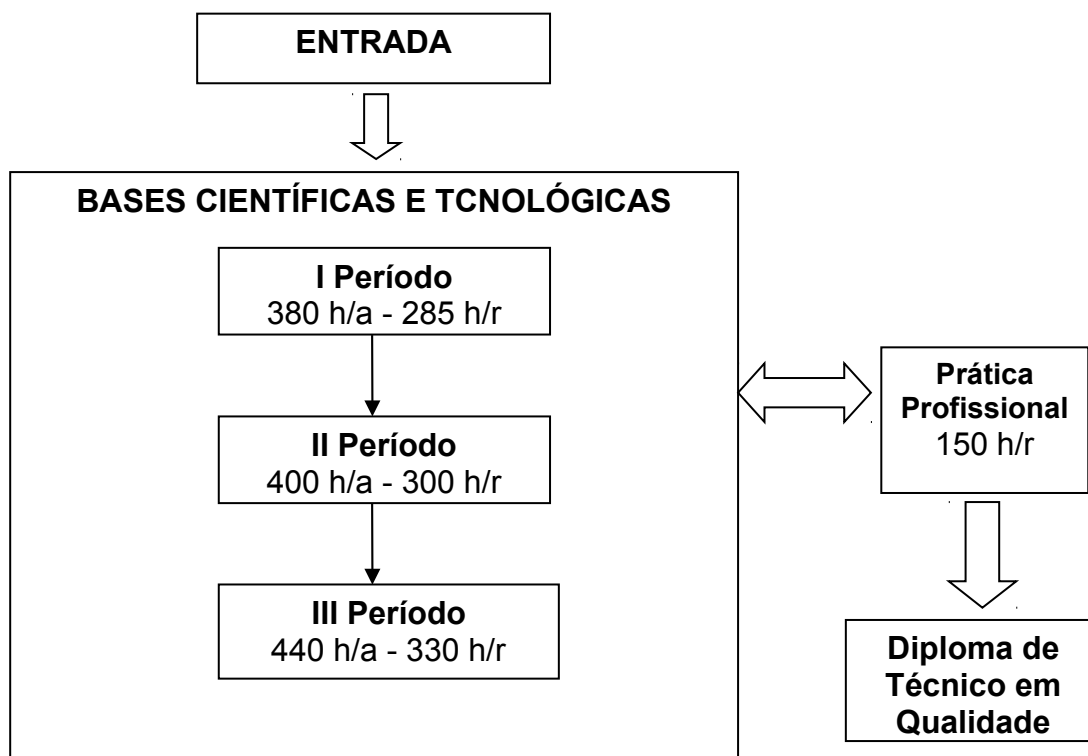 ENTRADA
BASES CIENTÍFICAS E TCNOLÓGICAS
I Período
380 h/a - 285 h/r
II Período
400 h/a - 300 h/r
III Período
440 h/a - 330 h/r
Prática
Profissional
150 h/r
Diploma de
Técnico em
Qualidade